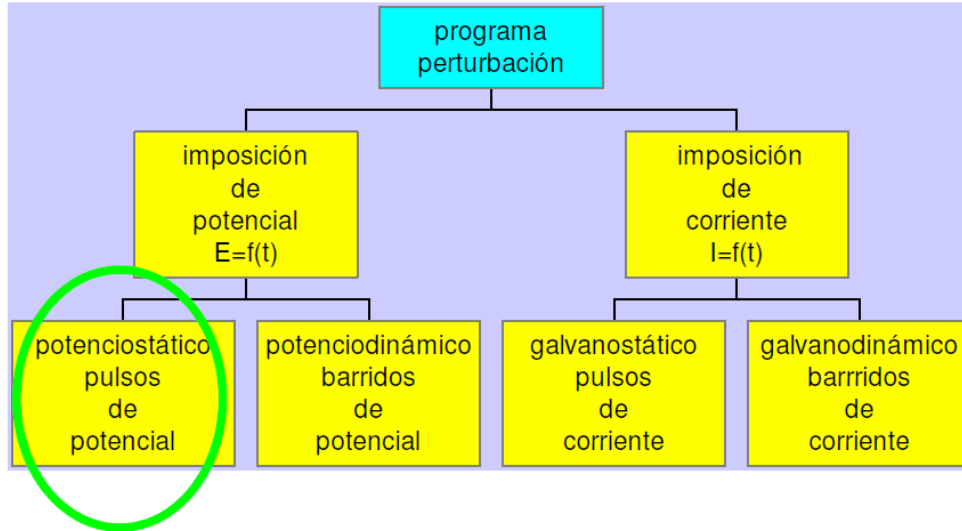 programa
perturbación
imposición
de
potencial
E=f(t)
imposición
de
corriente
I=f(t)
potenciostático
pulsos
de
potencial
potenciodinámico
barridos
de
potencial
galvanostático
pulsos
de
corriente
galvanodinámico
barrridos
de
corriente